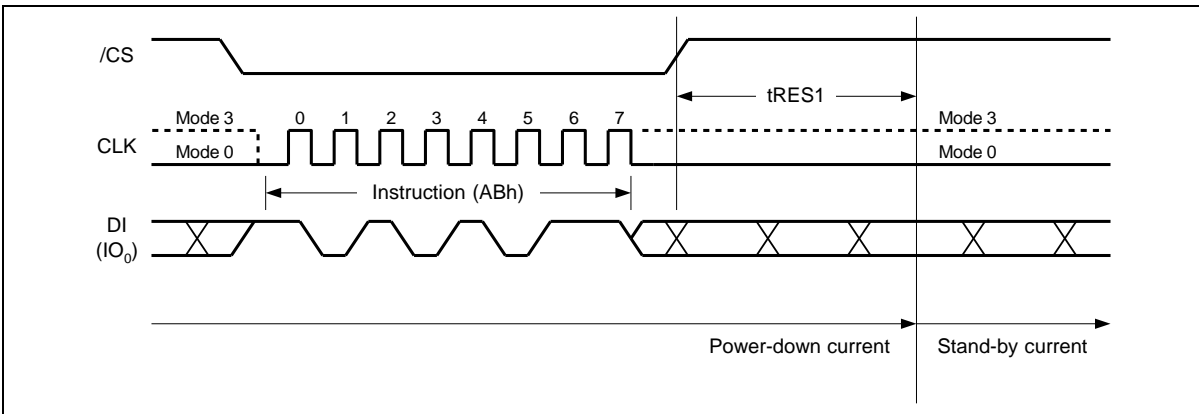 /CS
tRES1
Mode 3 0 1 2 3 4 5 6 7 Mode 3
CLK
Mode 0 Mode 0
Instruction (ABh)
DI
(IO0)
Power-down current Stand-by current